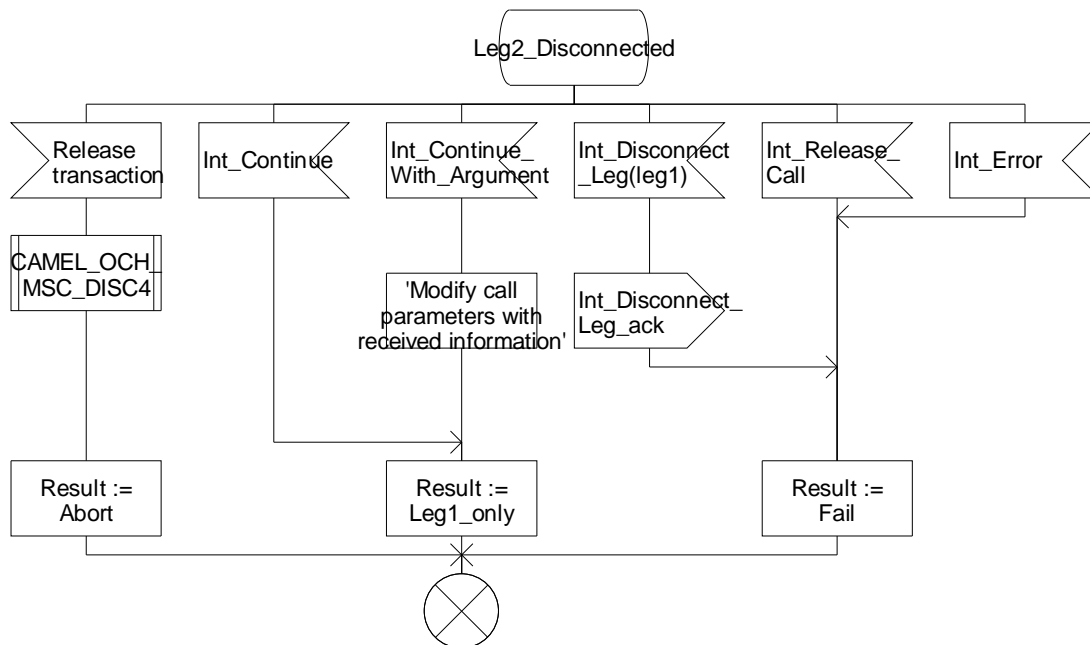 Leg2_Disconnected
Release
transaction
Int_Continue
Int_Continue_
With_Argument
Int_Disconnect
_Leg(leg1)
Int_Release_
Call
Int_Error
CAMEL_OCH_
MSC_DISC4
'Modify call
parameters with
received information'
Int_Disconnect_
Leg_ack
Result :=
Abort
Result :=
Leg1_only
Result :=
Fail